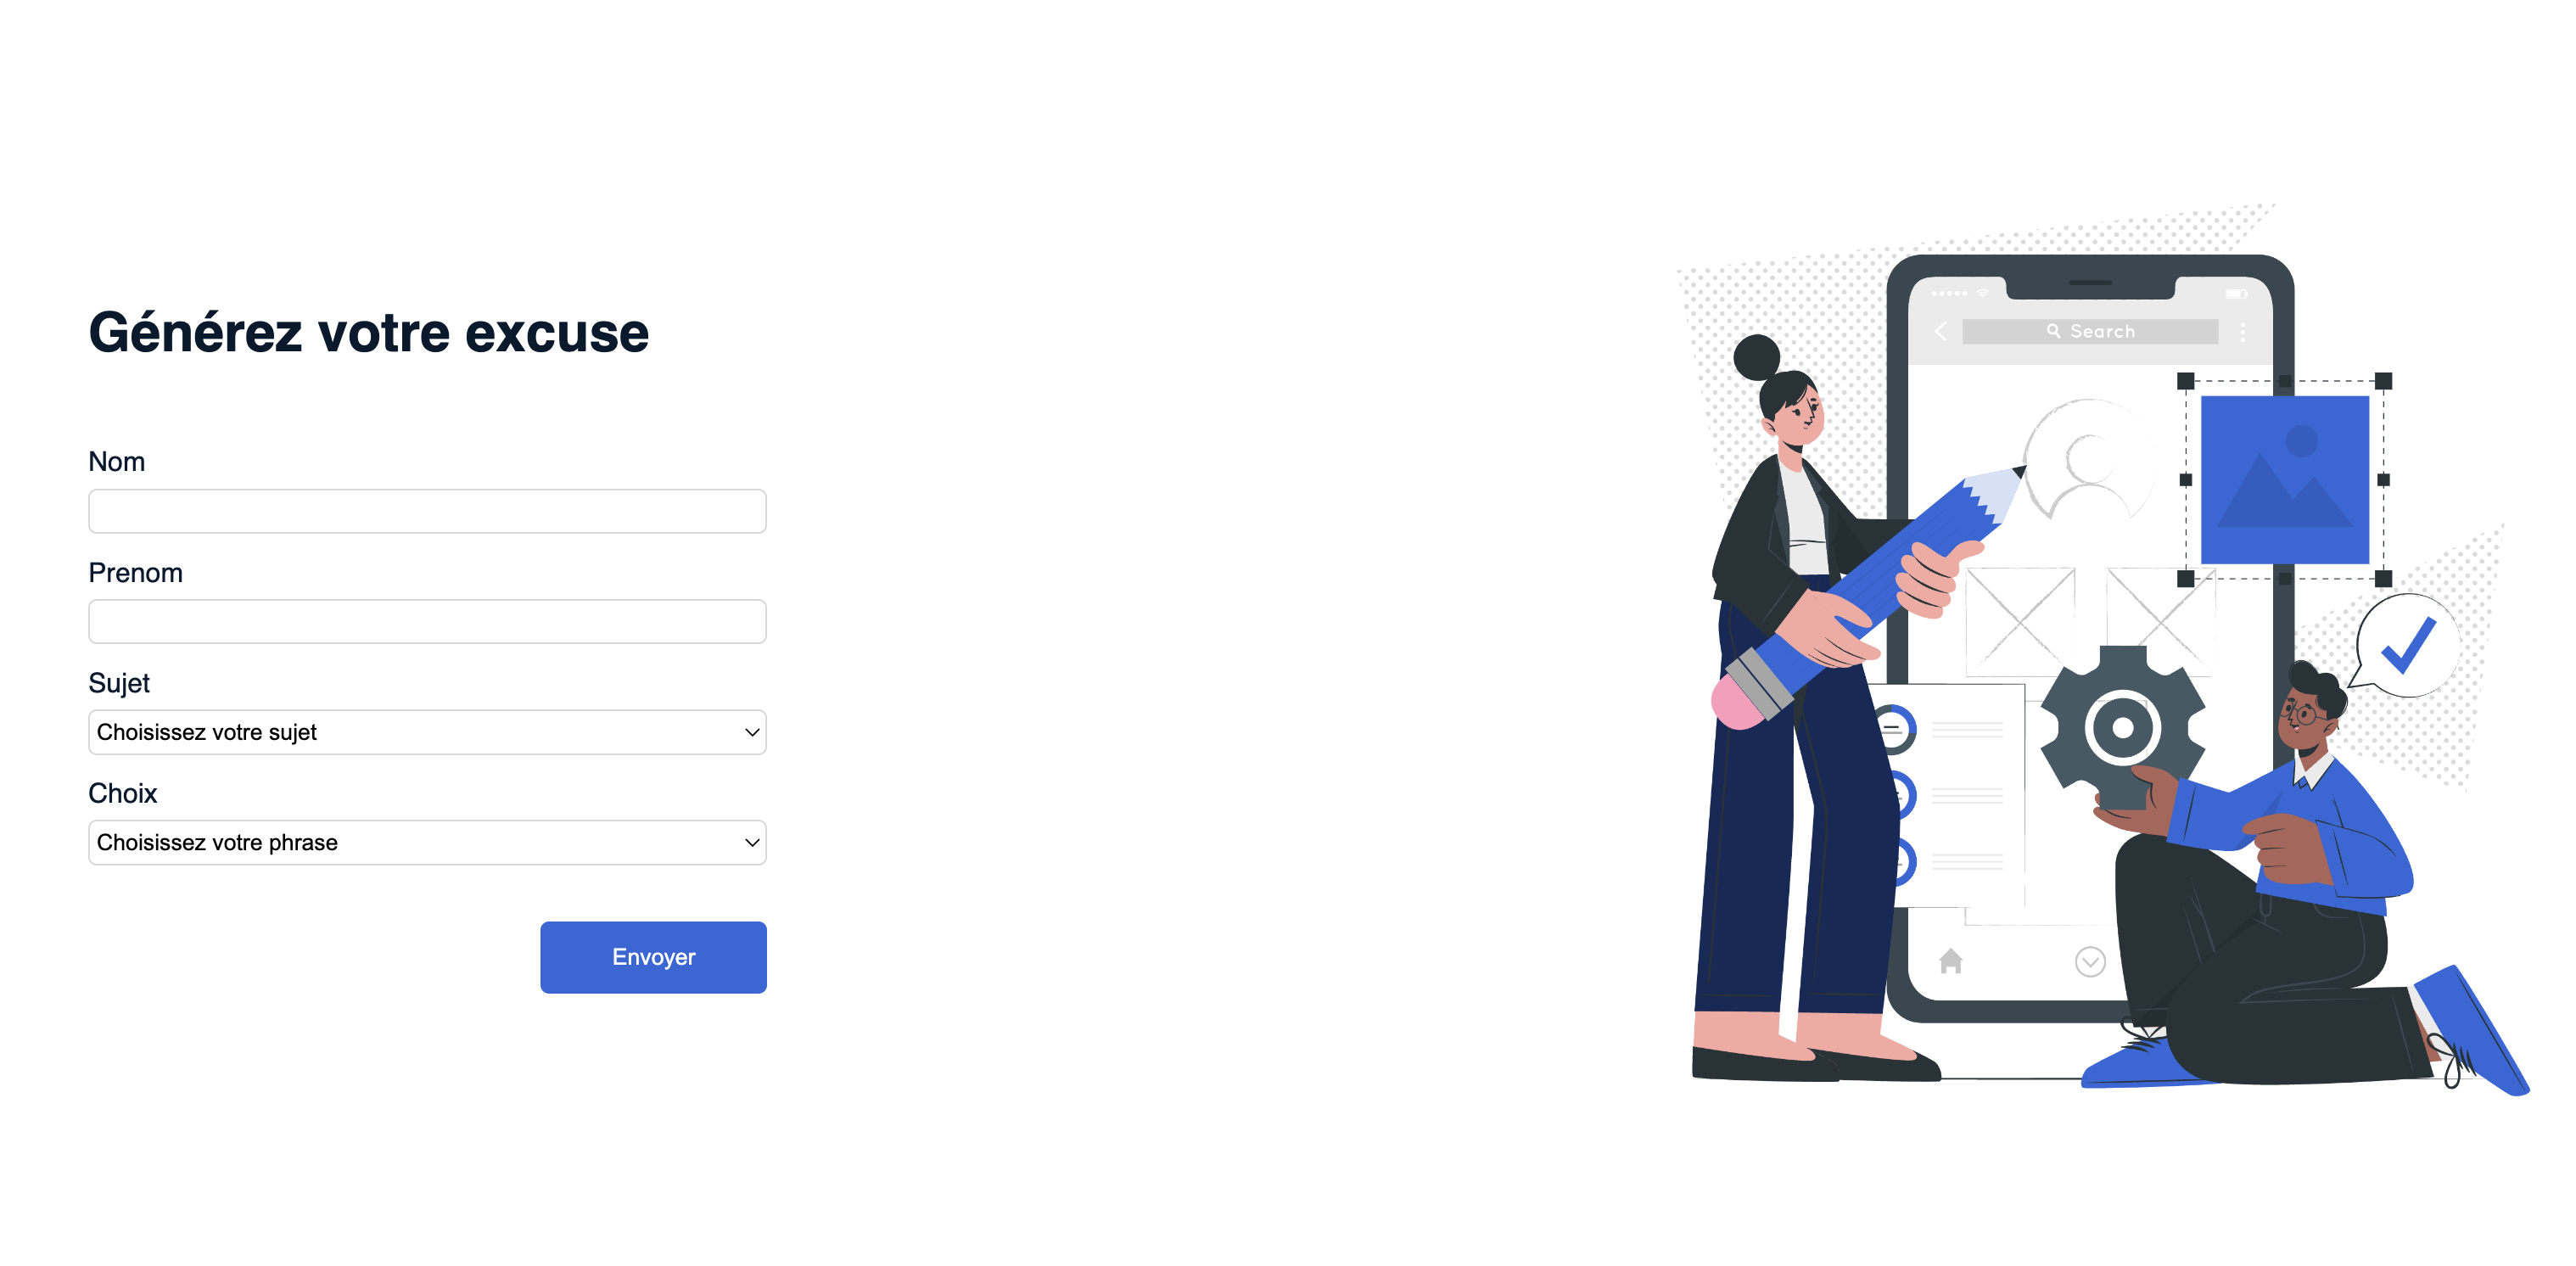 Générez votre excuse
Nom
Prenom
Sujet
Choisissez votre sujet
Choix
Choisissez votre phrase
Envoyer
Search